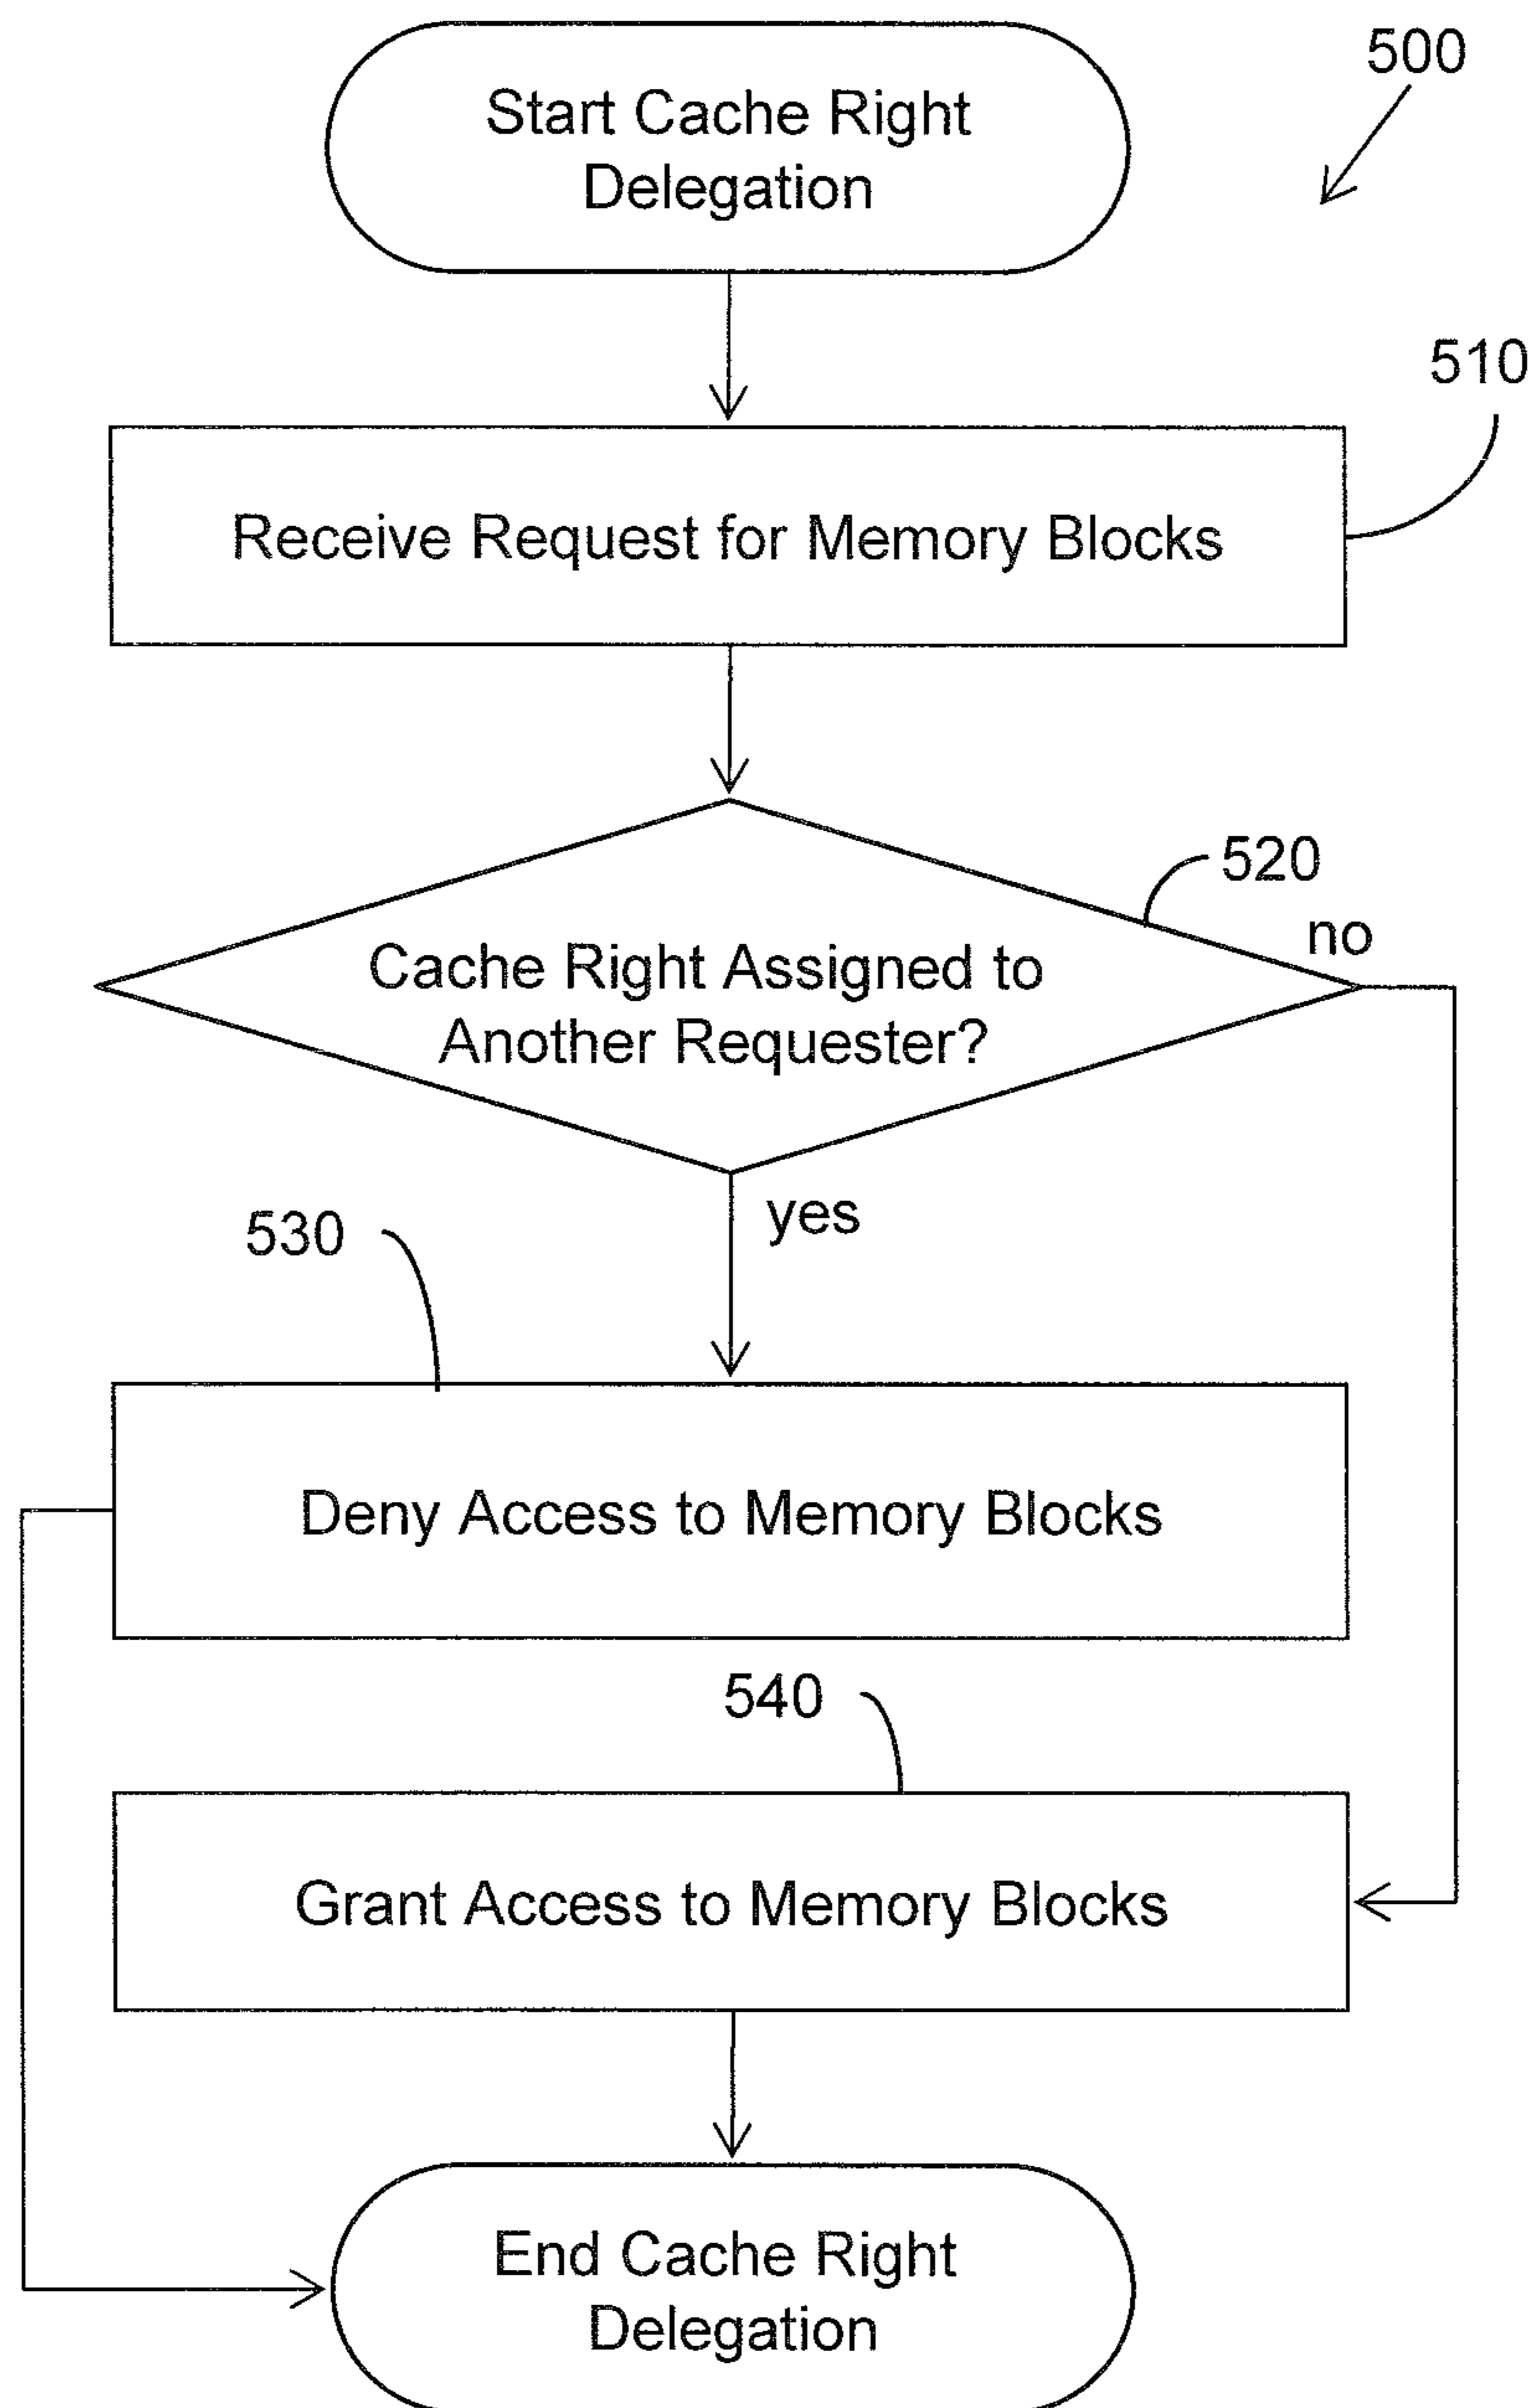 Start Cache Right
Delegation
500
510
Receive Request for Memory Blocks
520
no
Cache Right Assigned to
Another Requester?
yes
530
Deny Access to Memory Blocks
540
Grant Access to Memory Blocks
End Cache Right
Delegation